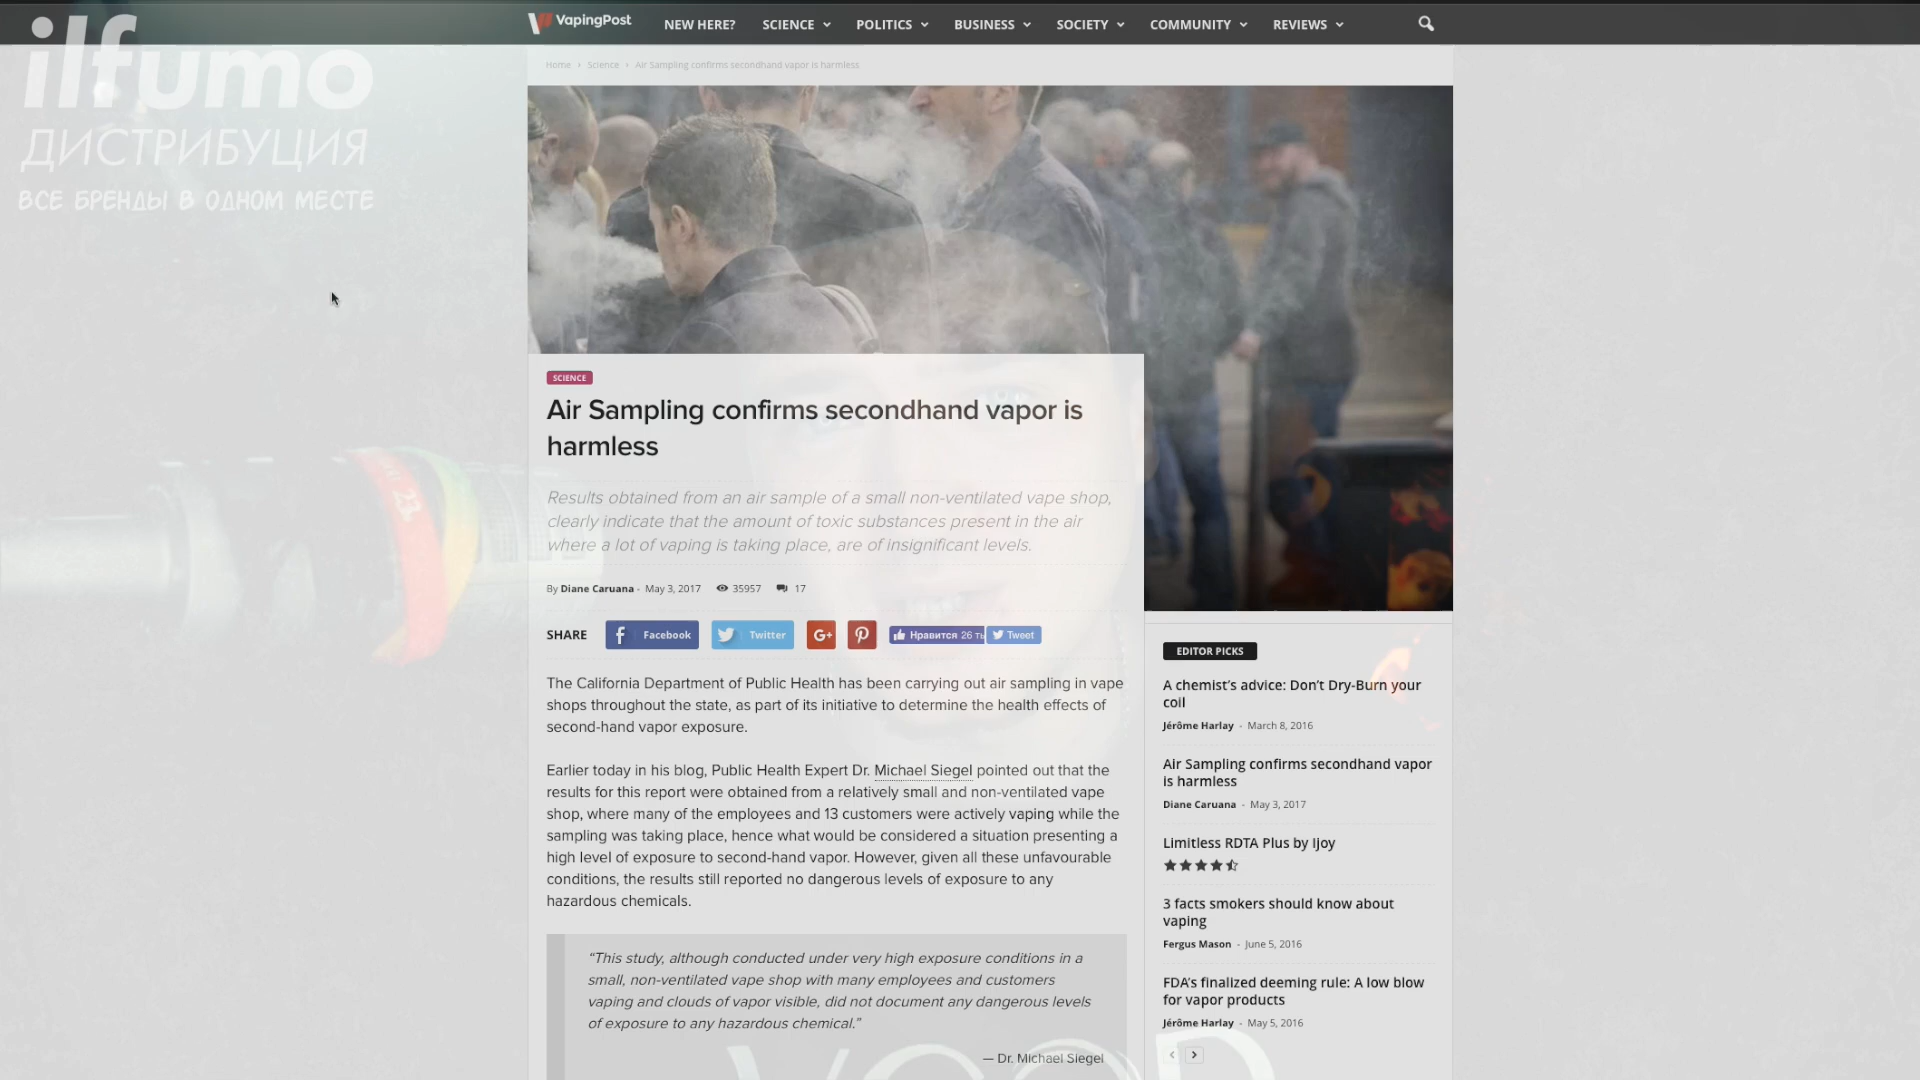 ilfumo
ДИСТРИБУЦИЯ
ВСЕ БРЕНДЫ В ОДНОМ МЕСТЕ
VapingPost
NEW HERE? SCIENCE POLITICS BUSINESS SOCIETY COMMUNITY REVIEWS
Home › Science › Air Sampling confirms secondhand vapor is harmless
SCIENCE
Air Sampling confirms secondhand vapor is
harmless
Results obtained from an air sample of a small non-ventilated vape shop,
clearly indicate that the amount of toxic substances present in the air
where a lot of vaping is taking place, are of insignificant levels.
By Diane Caruana - May 3, 2017 35957 17
SHARE Facebook Twitter G+ Нравится 26 Tweet
The California Department of Public Health has been carrying out air sampling in vape
shops throughout the state, as part of its initiative to determine the health effects of
second-hand vapor exposure.
Earlier today in his blog, Public Health Expert Dr. Michael Siegel pointed out that the
results for this report were obtained from a relatively small and non-ventilated vape
shop, where many of the employees and 13 customers were actively vaping while the
sampling was taking place, hence what would be considered a situation presenting a
high level of exposure to second-hand vapor. However, given all these unfavourable
conditions, the results still reported no dangerous levels of exposure to any
hazardous chemicals.
“This study, although conducted under very high exposure conditions in a
small, non-ventilated vape shop with many employees and customers
vaping and clouds of vapor visible, did not document any dangerous levels
of exposure to any hazardous chemical.”
— Dr. Michael Siegel
EDITOR PICKS
A chemist’s advice: Don’t Dry-Burn your
coil
Jérôme Harlay - March 8, 2016
Air Sampling confirms secondhand vapor
is harmless
Diane Caruana - May 3, 2017
Limitless RDTA Plus by Ijoy
3 facts smokers should know about
vaping
Fergus Mason - June 5, 2016
FDA’s finalized deeming rule: A low blow
for vapor products
Jérôme Harlay - May 5, 2016